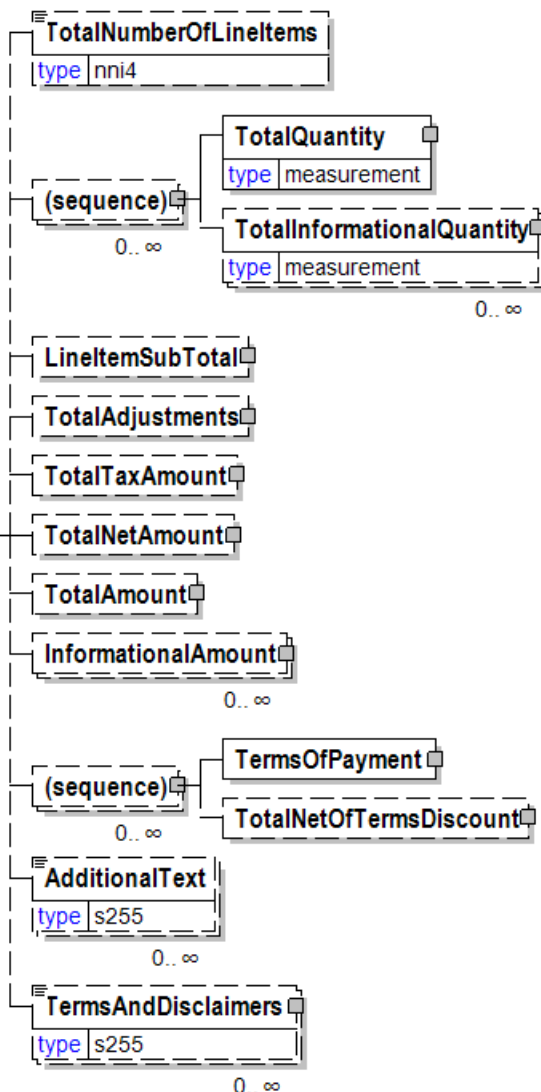 TotalNumberOfLineItems
type nni4
TotalQuantity
type measurement
(sequence)
0.. ∞
TotalInformationalQuantity
type measurement
0.. ∞
LineItemSubTotal
TotalAdjustments
TotalTaxAmount
TotalNetAmount
TotalAmount
InformationalAmount
0.. ∞
TermsOfPayment
(sequence)
0.. ∞
TotalNetOfTermsDiscount
AdditionalText
type s255
0.. ∞
TermsAndDisclaimers
type s255
0.. ∞